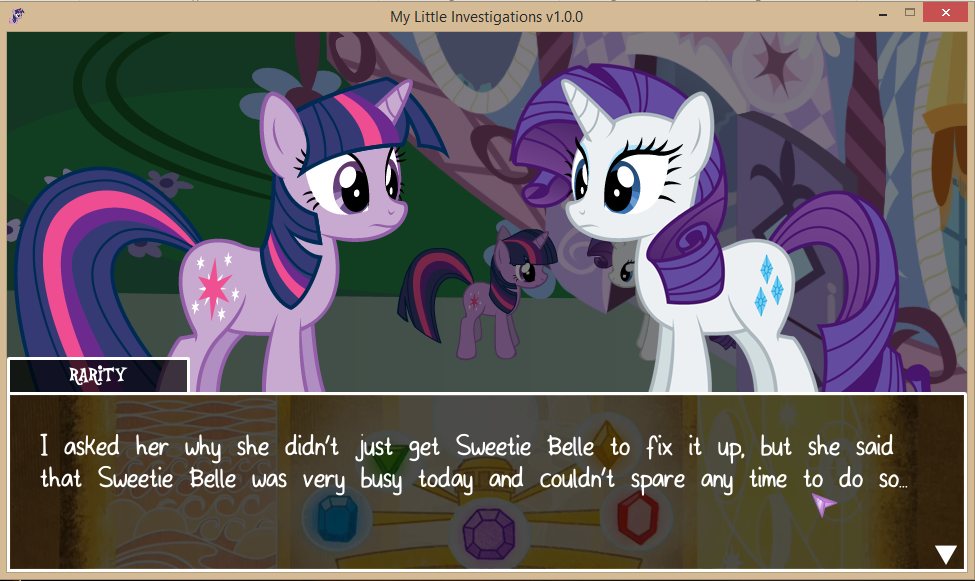 My Little Investigations v1.0.0
RARITY
I asked her why she didn't just get Sweetie Belle to fix it up, but she said
that Sweetie Belle was very busy today and couldn't spare any time to do so...